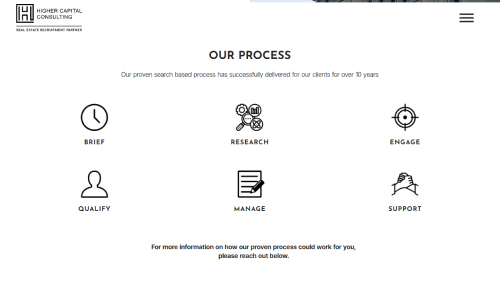 HIGHER CAPITAL
CONSULTING
REAL ESTATE RECRUITMENT PARTNER
OUR PROCESS
Our proven search based process has successfully delivered for our clients for over 10 years
BRIEF
RESEARCH
ENGAGE
QUALIFY
MANAGE
SUPPORT
For more information on how our proven process could work for you,
please reach out below.